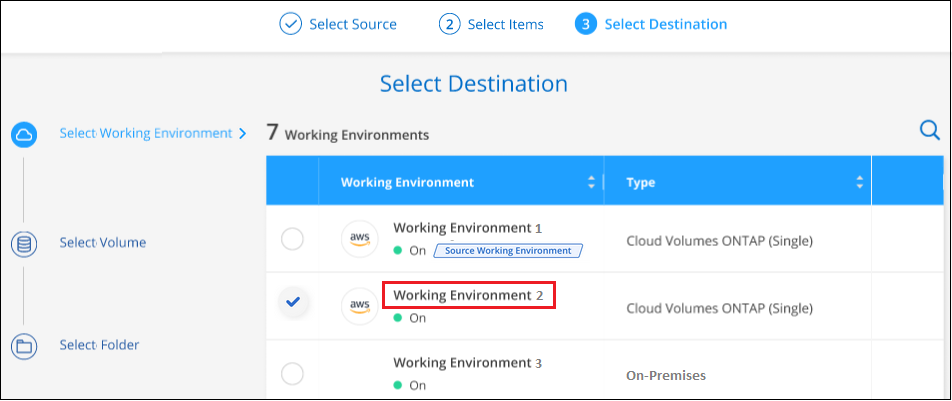 Select Source
2 Select Items
3 Select Destination
Select Destination
Select Working Environment
7 Working Environments
Working Environment
Type
aws
Working Environment 1
On
Source Working Environment
Cloud Volumes ONTAP (Single)
Select Volume
aws
Working Environment 2
On
Cloud Volumes ONTAP (Single)
Select Folder
Working Environment 3
On
On-Premises